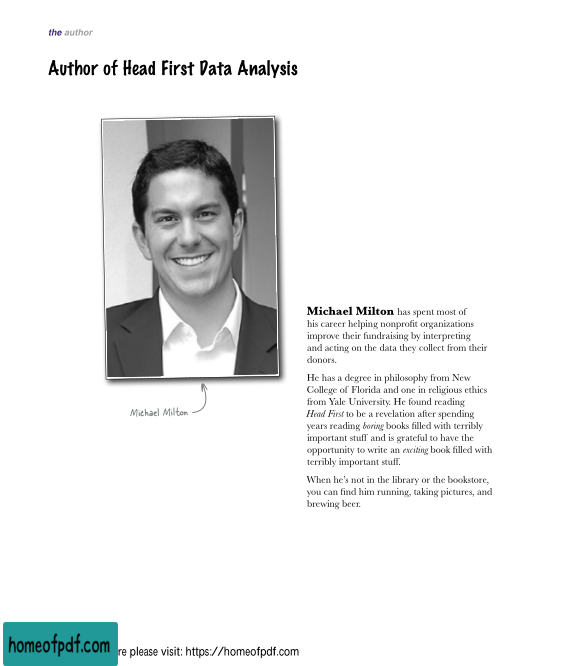 the author
Author of Head First Data Analysis
Michael Milton has spent most of
his career helping nonprofit organizations
improve their fundraising by interpreting
and acting on the data they collect from their
donors.
He has a degree in philosophy from New
College of Florida and one in religious ethics
from Yale University. He found reading
Head First to be a revelation after spending
years reading boring books filled with terribly
important stuff and is grateful to have the
opportunity to write an exciting book filled with
terribly important stuff.
When he’s not in the library or the bookstore,
you can find him running, taking pictures, and
brewing beer.
Michael Milton
homeofpdf.com
re please visit: https://homeofpdf.com